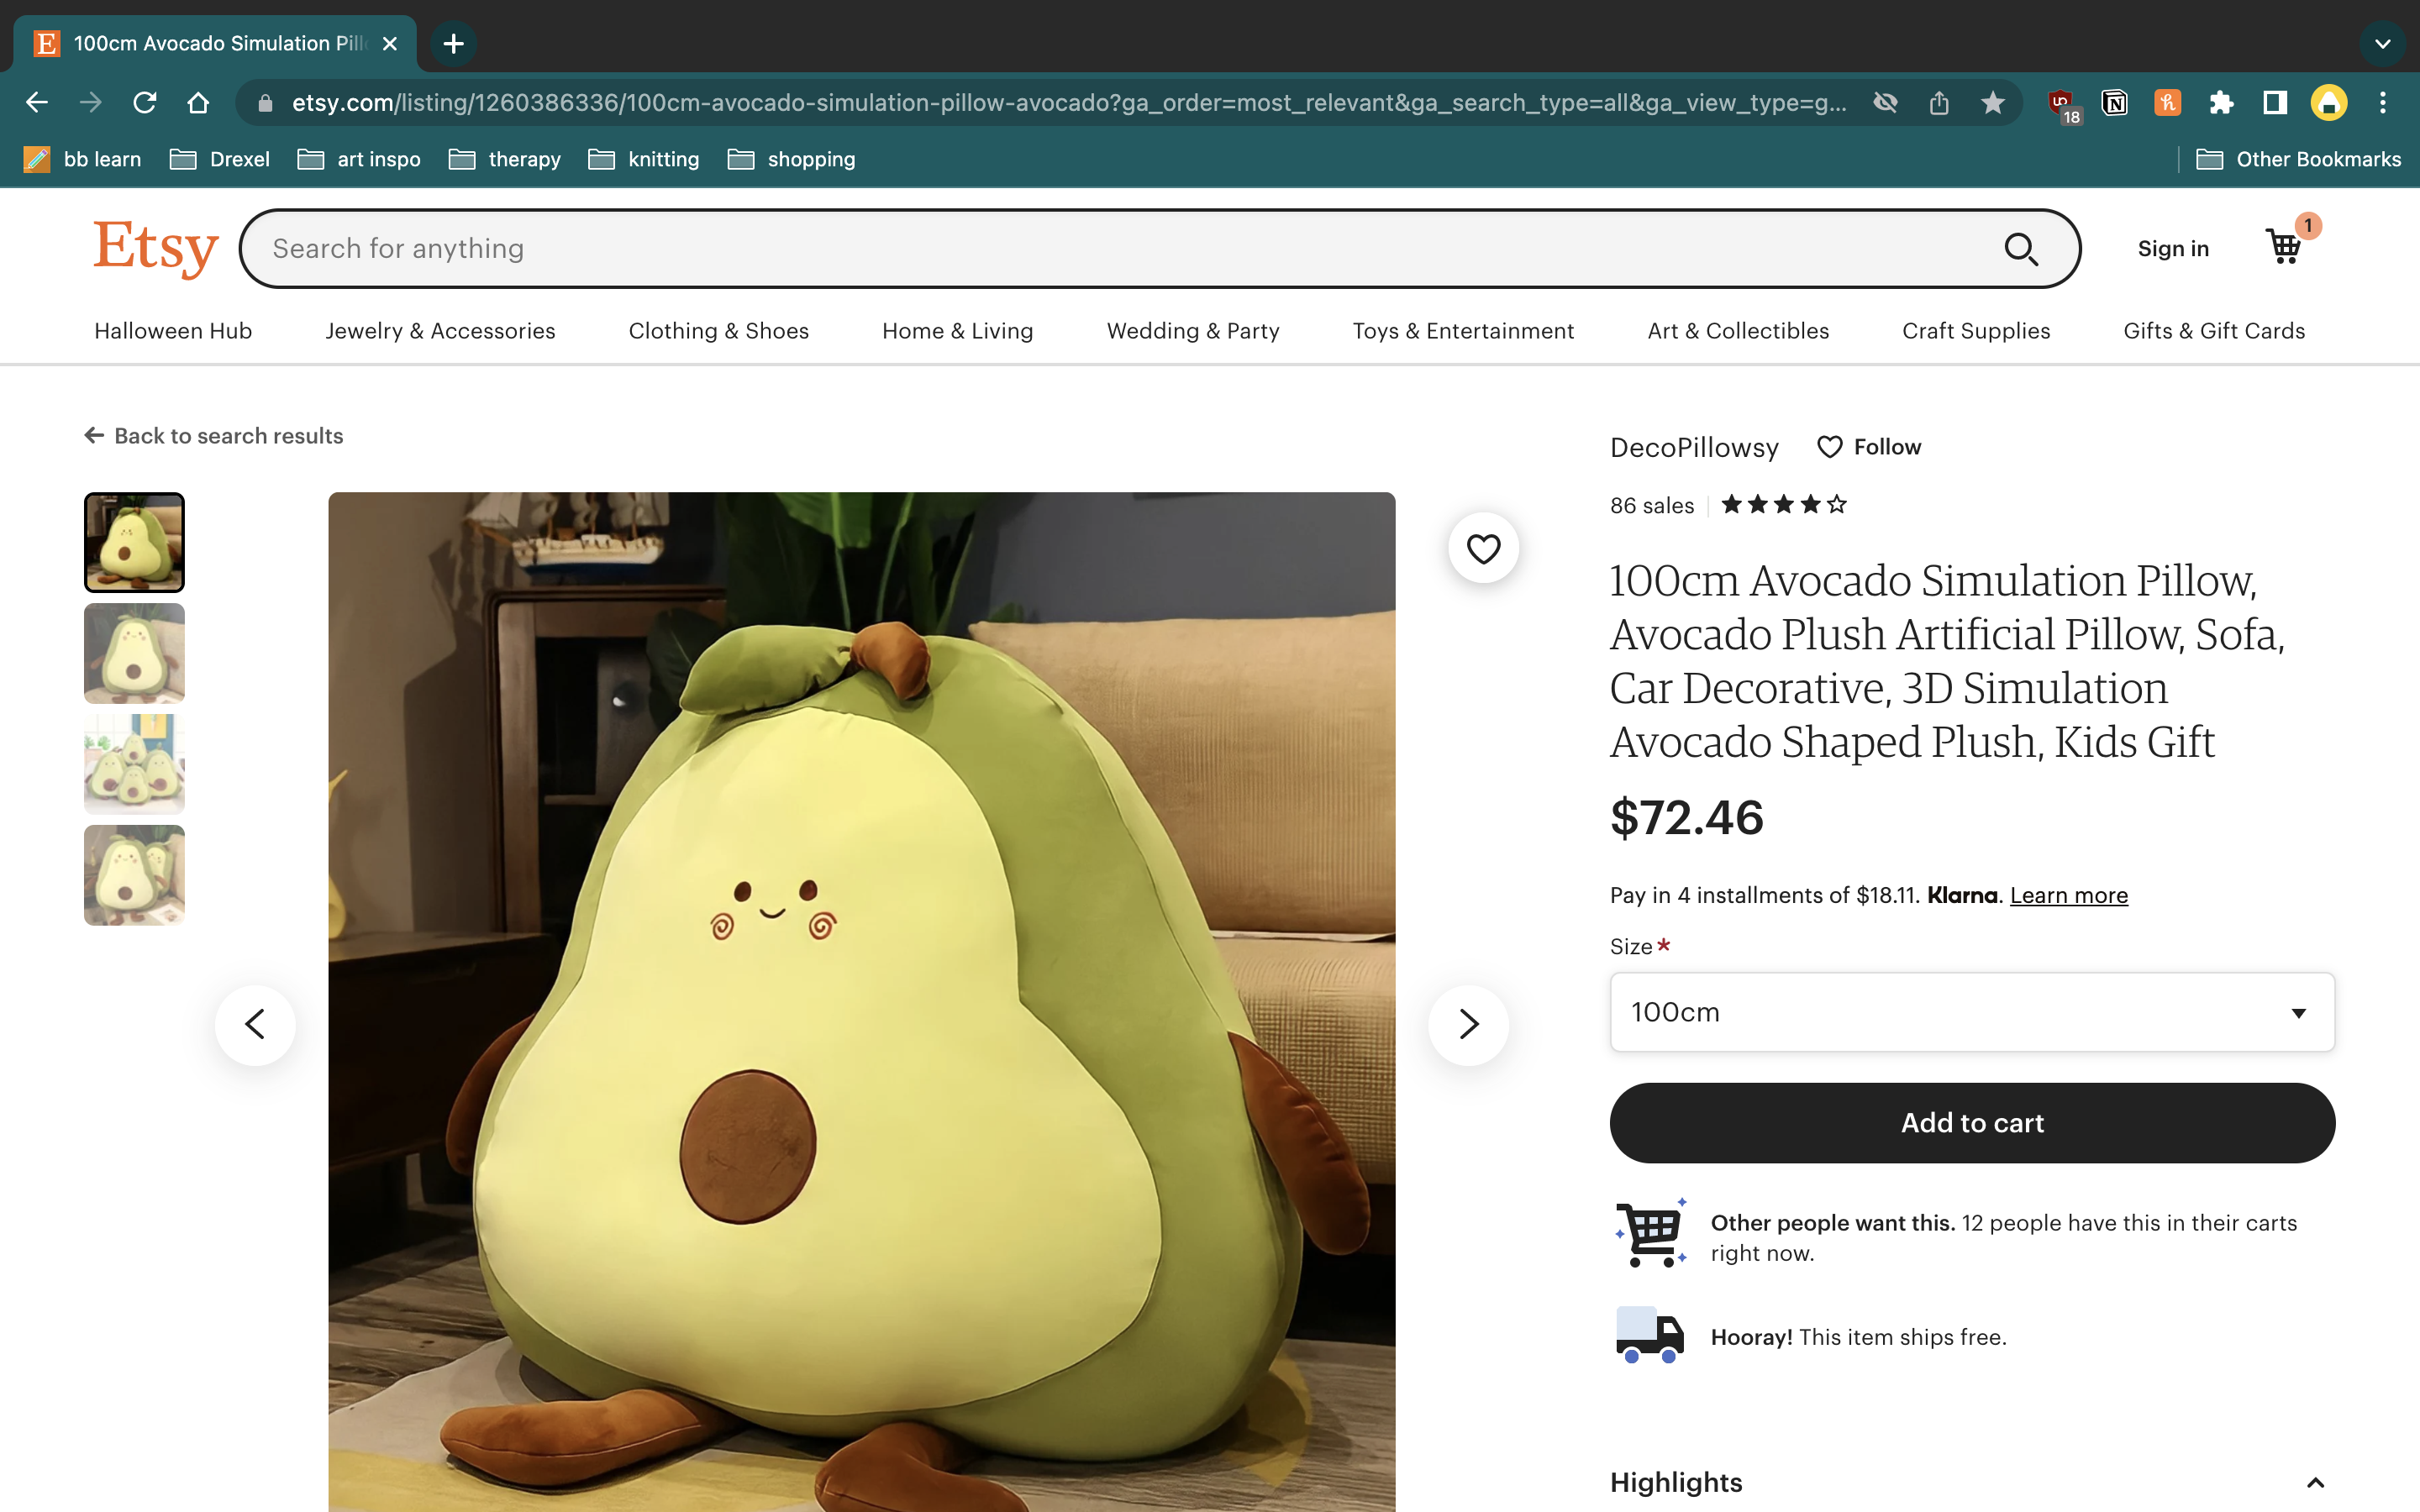 100cm Avocado Simulation Pill
etsy.com/listing/1260386336/100cm-avocado-simulation-pillow-avocado?ga_order=most_relevant&ga_search_type=all&ga_view_type=g...
18
bb learn
Drexel
art inspo
therapy
knitting
shopping
Other Bookmarks
Etsy
Search for anything
Sign in
1
Halloween Hub
Jewelry & Accessories
Clothing & Shoes
Home & Living
Wedding & Party
Toys & Entertainment
Art & Collectibles
Craft Supplies
Gifts & Gift Cards
Back to search results
DecoPillowsy
Follow
86 sales
100cm Avocado Simulation Pillow,
Avocado Plush Artificial Pillow, Sofa,
Car Decorative, 3D Simulation
Avocado Shaped Plush, Kids Gift
$72.46
Pay in 4 installments of $18.11. Klarna. Learn more
Size*
100cm
Add to cart
Other people want this. 12 people have this in their carts
right now.
Hooray! This item ships free.
Highlights